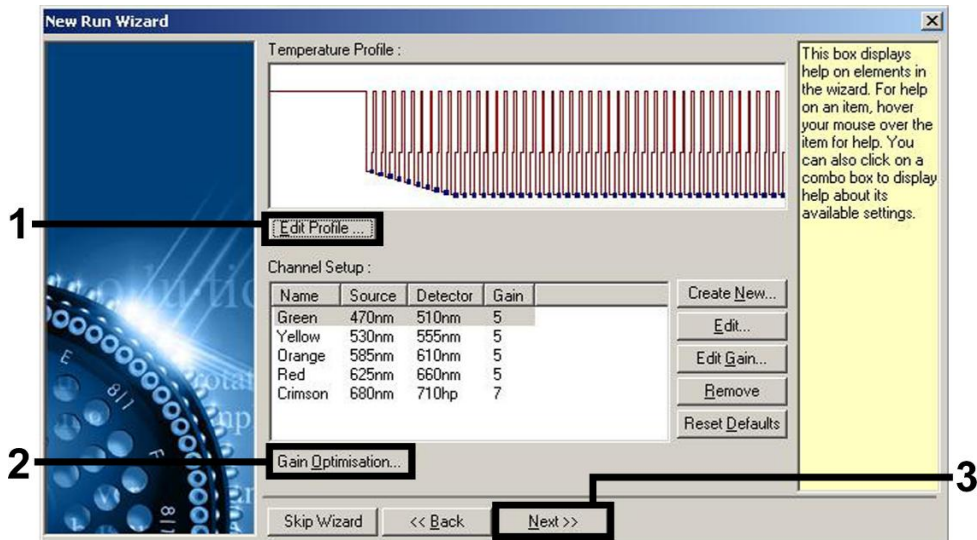 New Run Wizard
Temperature Profile :
This box displays
help on elements in
the wizard. For help
on an item, hover
your mouse over the
item for help. You
can also click on a
combo box to display
help about its
available settings.
1
Edit Profile ...
Channel Setup :
Name Source Detector Gain
Green 470nm 510nm 5
Yellow 530nm 555nm 5
Orange 585nm 610nm 5
Red 625nm 660nm 5
Crimson 680nm 710hp 7
Create New...
Edit...
Edit Gain...
Remove
Reset Defaults
2
Gain Optimisation...
3
Skip Wizard << Back Next >>